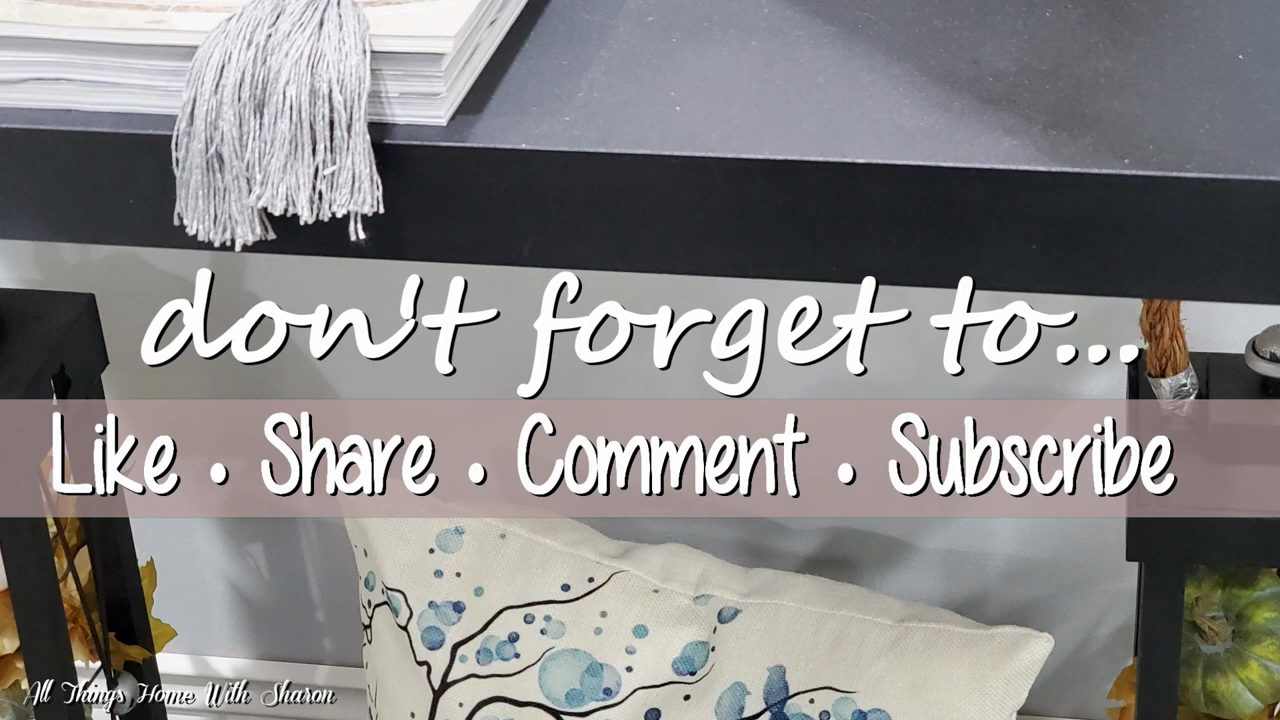 don't forget to...
Like • Share • Comment • Subscribe
All Things Home With Sharon